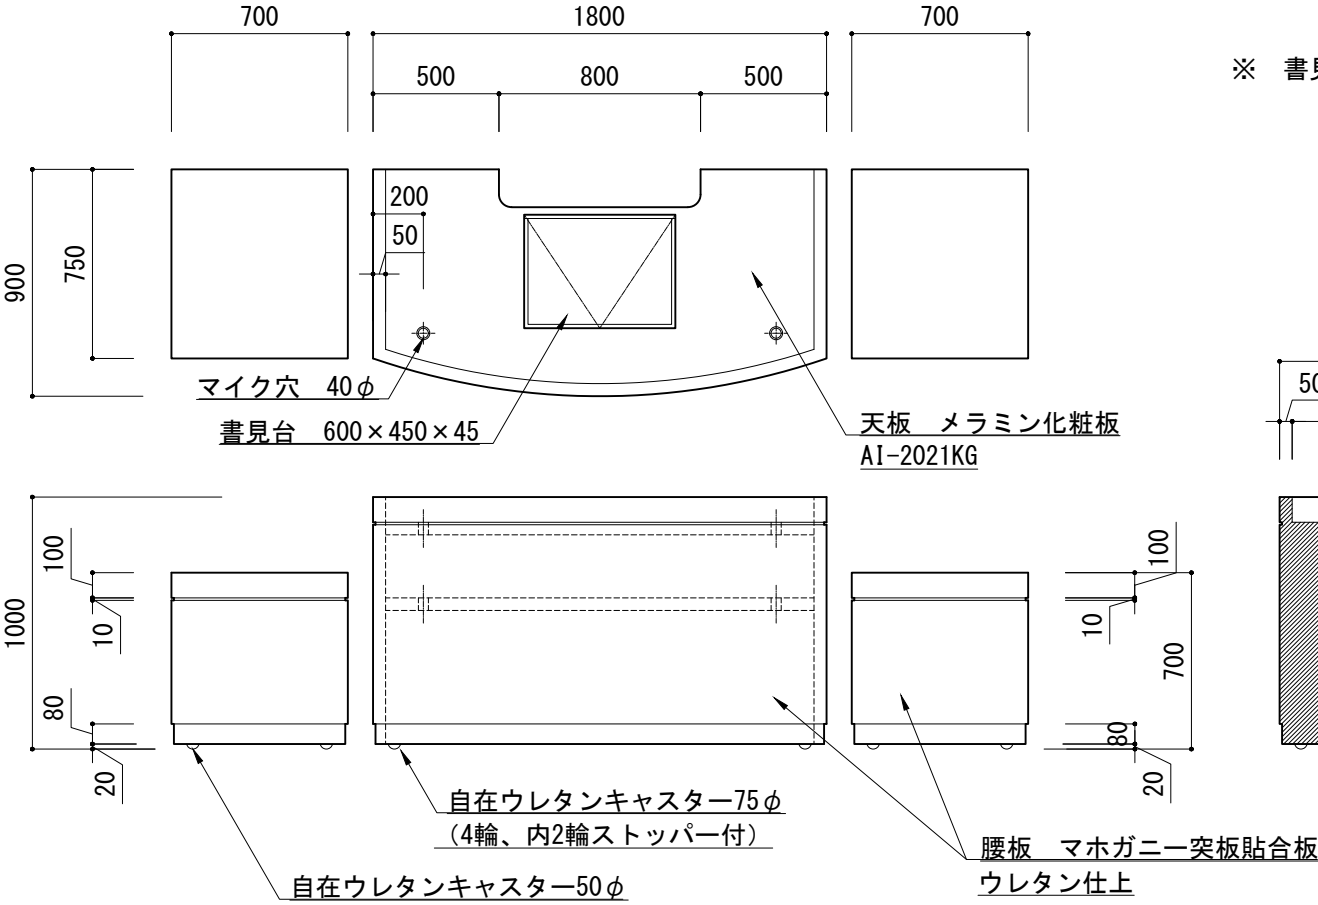 700
1800
700
500
800
500
※　書見
200
50
750
900
マイク穴　40φ
書見台　600×450×45
天板　メラミン化粧板
AI-2021KG
50
100
10
1000
80
20
100
10
700
80
20
自在ウレタンキャスター75φ
（4輪、内2輪ストッパー付）
腰板　マホガニー突板貼合板
ウレタン仕上
自在ウレタンキャスター50φ